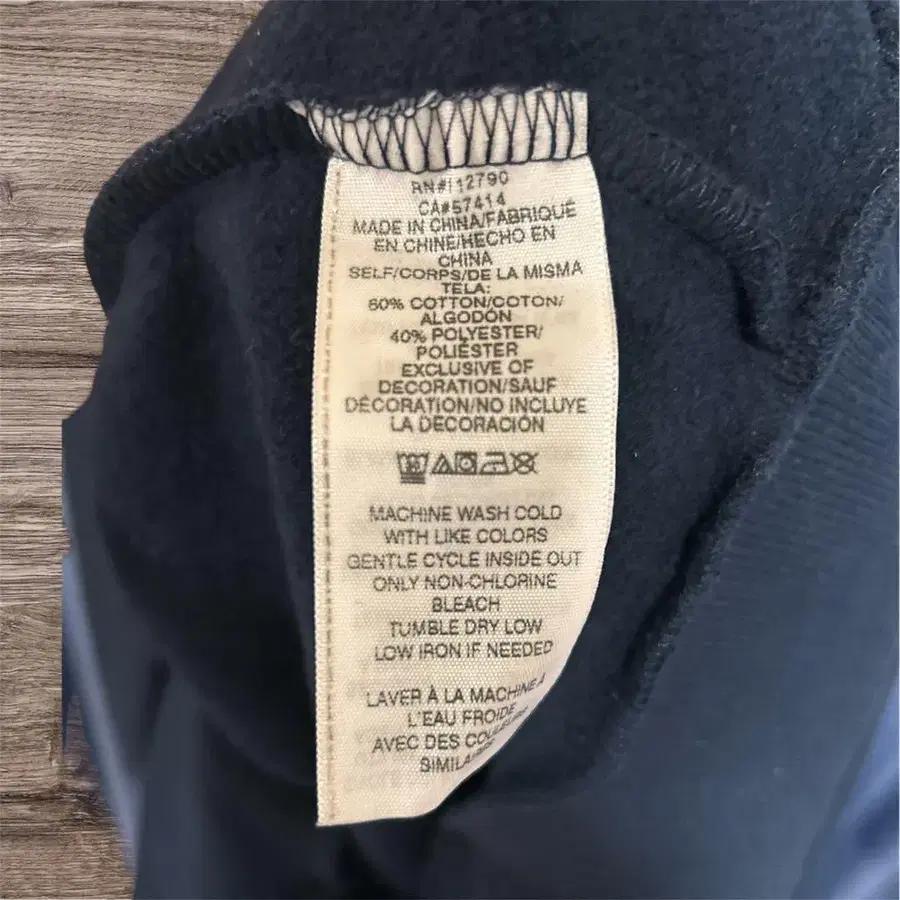 RN#112790
CA#57414
MADE IN CHINA/FABRIQUÉ
EN CHINE/HECHO EN
CHINA
SELF/CORPS/DE LA MISMA
TELA:
60% COTTON/COTON/
ALGODÓN
40% POLYESTER/
POLIÉSTER
EXCLUSIVE OF
DECORATION/SAUF
DÉCORATION/NO INCLUYE
LA DECORACIÓN
MACHINE WASH COLD
WITH LIKE COLORS
GENTLE CYCLE INSIDE OUT
ONLY NON-CHLORINE
BLEACH
TUMBLE DRY LOW
LOW IRON IF NEEDED
LAVER À LA MACHINE À
L'EAU FROIDE
AVEC DES COULEURS
SIMILAIRES